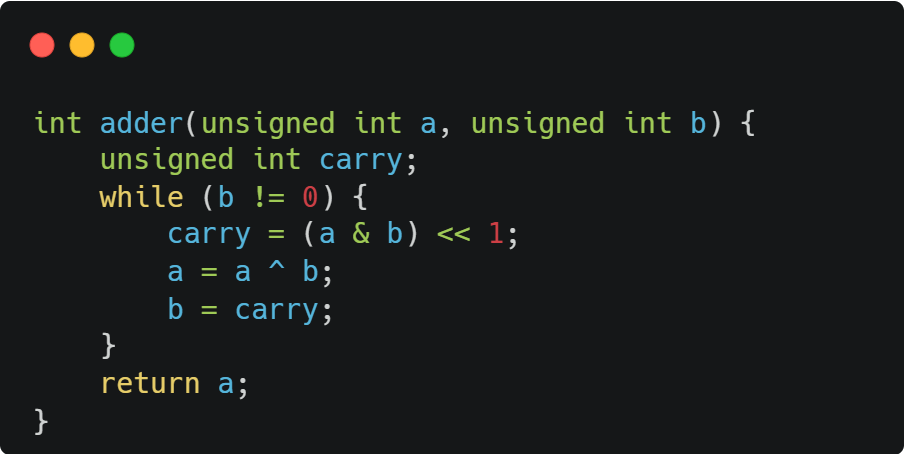 int adder(unsigned int a, unsigned int b) {
    unsigned int carry;
    while (b != 0) {
        carry = (a & b) << 1;
        a = a ^ b;
        b = carry;
    }
    return a;
}